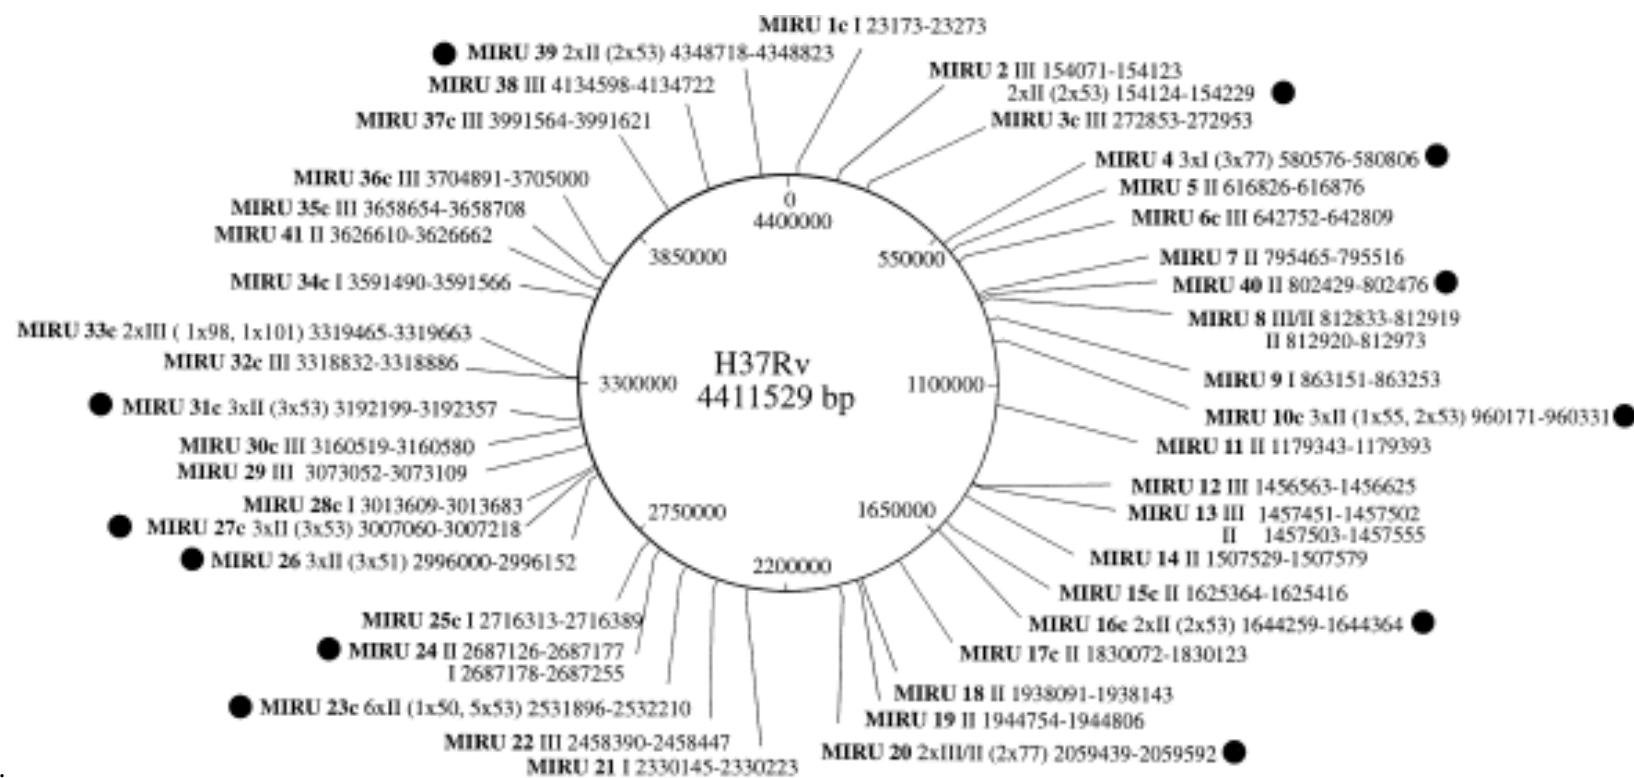 MIRU 1c I 23173-23273
MIRU 39 2xII (2x53) 4348718-4348823
MIRU 2 III 154071-154123
2xII (2x53) 154124-154229
MIRU 38 III 4134598-4134722
MIRU 37c III 3991564-3991621
MIRU 3c III 272853-272953
MIRU 4 3xI (3x77) 580576-580806
MIRU 36c III 3704891-3705000
MIRU 5 II 616826-616876
MIRU 35c III 3658654-3658708
MIRU 6c III 642752-642809
MIRU 41 II 3626610-3626662
MIRU 7 II 795465-795516
MIRU 34c I 3591490-3591566
MIRU 40 II 802429-802476
MIRU 8 III/II 812833-812919
II 812920-812973
MIRU 33c 2xIII ( 1x98, 1x101) 3319465-3319663
MIRU 32c III 3318832-3318886
MIRU 9 I 863151-863253
MIRU 31c 3xII (3x53) 3192199-3192357
MIRU 10c 3xII (1x55, 2x53) 960171-960331
MIRU 30c III 3160519-3160580
MIRU 11 II 1179343-1179393
MIRU 29 III 3073052-3073109
MIRU 12 III 1456563-1456625
MIRU 28c I 3013609-3013683
MIRU 13 III 1457451-1457502
II 1457503-1457555
MIRU 27c 3xII (3x53) 3007060-3007218
MIRU 26 3xII (3x51) 2996000-2996152
MIRU 14 II 1507529-1507579
MIRU 15c II 1625364-1625416
MIRU 25c I 2716313-2716389
MIRU 16c 2xII (2x53) 1644259-1644364
MIRU 24 II 2687126-2687177
I 2687178-2687255
MIRU 17c II 1830072-1830123
MIRU 23c 6xII (1x50, 5x53) 2531896-2532210
MIRU 18 II 1938091-1938143
MIRU 19 II 1944754-1944806
MIRU 22 III 2458390-2458447
MIRU 20 2xIII/II (2x77) 2059439-2059592
MIRU 21 I 2330145-2330223
0
4400000
3850000
550000
H37Rv
4411529 bp
3300000
1100000
2750000
1650000
2200000
.